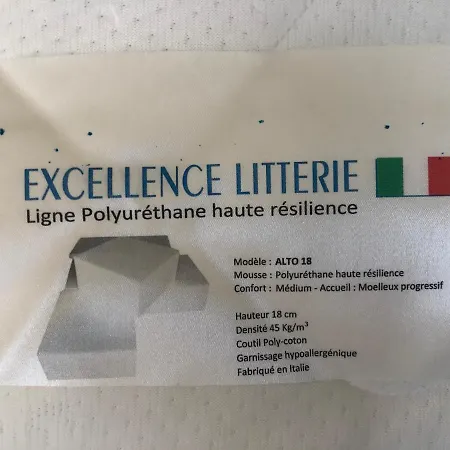 EXCELLENCE LITTERIE
Ligne Polyuréthane haute résilience
Modèle : ALTO 18
Mousse : Polyuréthane haute résilience
Confort : Médium - Accueil : Moelleux progressif
Hauteur 18 cm
Densité 45 Kg/m³
Coutil Poly-coton
Garnissage hypoallergénique
Fabriqué en Italie